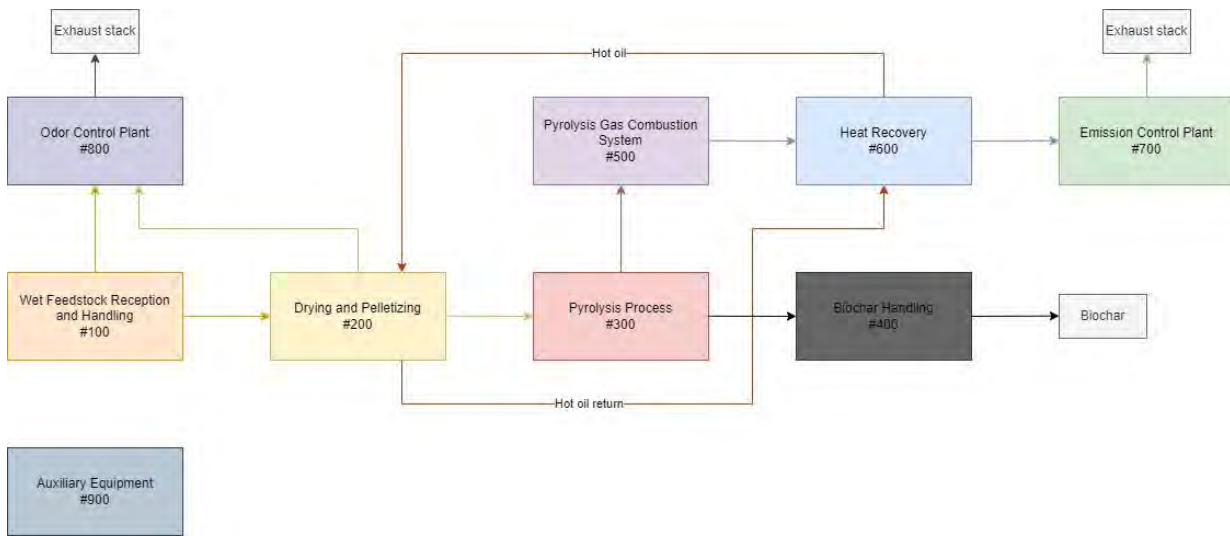 Exhaust stack
Exhaust stack
Hot oil
Odor Control Plant
#800
Pyrolysis Gas Combustion
System
#500
Heat Recovery
#600
Emission Control Plant
#700
Wet Feedstock Reception
and Handling
#100
Drying and Pelletizing
#200
Pyrolysis Process
#300
Biochar Handling
#400
Biochar
Hot oil return
Auxiliary Equipment
#900